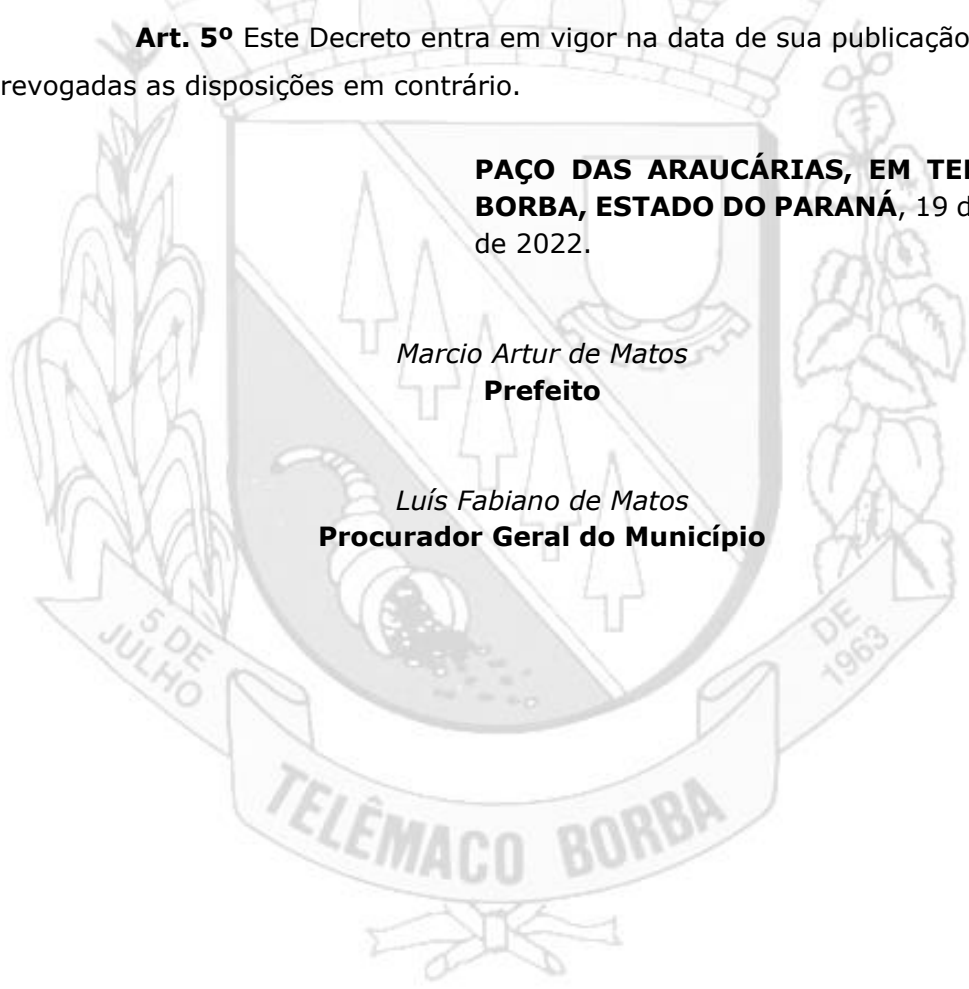 Art. 5º Este Decreto entra em vigor na data de sua publicação
revogadas as disposições em contrário.
PAÇO DAS ARAUCÁRIAS, EM
BORBA, ESTADO DO PARANÁ, 19
de 2022.
Marcio Artur de Matos
Prefeito
Luís Fabiano de Matos
Procurador Geral do Município
5 DE
JULHO
DE
1963
TELÊMACO BORBA